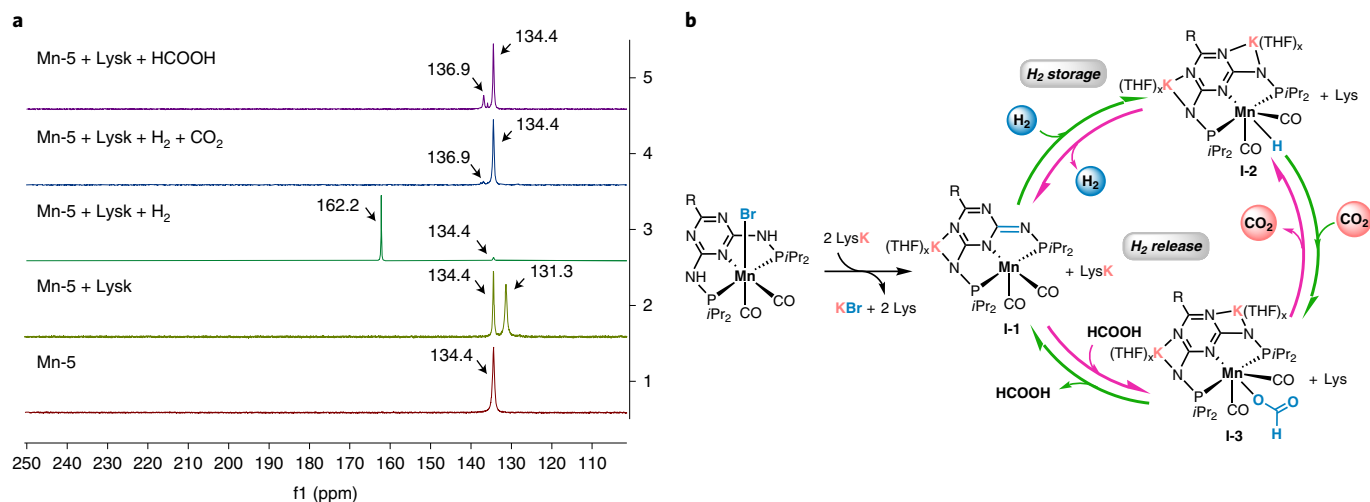 a
Mn-5 + Lysk + HCOOH
134.4
136.9
5
Mn-5 + Lysk + H₂ + CO₂
134.4
136.9
4
Mn-5 + Lysk + H₂
162.2
134.4
3
Mn-5 + Lysk
134.4
131.3
2
Mn-5
134.4
1
250 240 230 220 210 200 190 180 170 160 150 140 130 120 110
f1 (ppm)
b
R
N
N
NH
N
NH
Br
PiPr₂
Mn
P
iPr₂
CO
CO
2 LysK
KBr + 2 Lys
R
N
N
N
(THF)ₓ
K
N
N
N
PiPr₂
Mn
P
iPr₂
CO
CO
+ LysK
I-1
H₂ storage
H₂
H₂
R
K(THF)ₓ
N
N
(THF)ₓ
K
N
N
N
N
PiPr₂
+ Lys
Mn
CO
P
iPr₂
CO
H
I-2
CO₂
CO₂
H₂ release
R
K(THF)ₓ
N
N
(THF)ₓ
K
N
N
N
N
PiPr₂
+ Lys
Mn
CO
P
iPr₂
CO
O
O
H
I-3
HCOOH
HCOOH